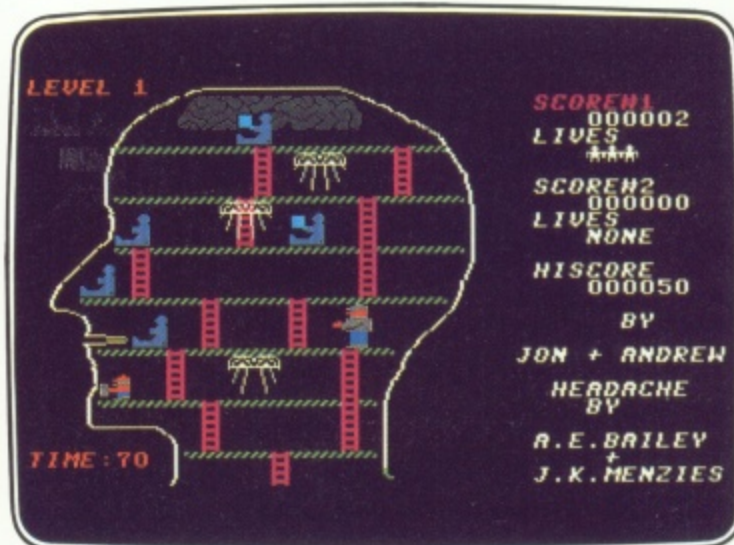 LEVEL 1
SCORE#1
000002
LIVES
SCORE#2
000000
LIVES
NONE
HISCORE
000050
BY
JON + ANDREW
HEADACHE
BY
A.E.BAILEY
+
J.K.MENZIES
TIME:70